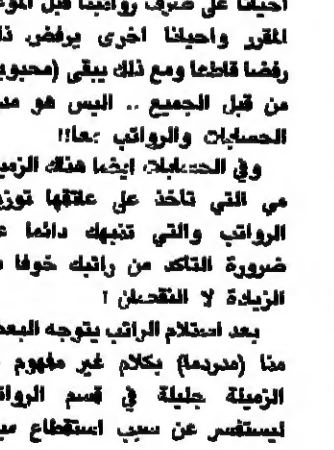 احيانا على صرف رواتبنا قبل الموعد
المقرر واحيانا اخرى يرفض ذلك
رفضا قاطعا ومع ذلك يبقى (محبوبا
من قبل الجميع .. اليس هو مدير
الحسابات والرواتب معا!!
وفي الحسابات ايضا هناك الزميلة
مي التي تاخذ على عاتقها توزيع
الرواتب والتي تنبهك دائما على
ضرورة التاكد من راتبك خوفا من
الزيادة لا النقصان !
بعد استلام الراتب يتوجه البعض
منا (مدردما) بكلام غير مفهوم
الزميلة جليلة في قسم الرواتب
ليستفسر عن سبب استقطاع